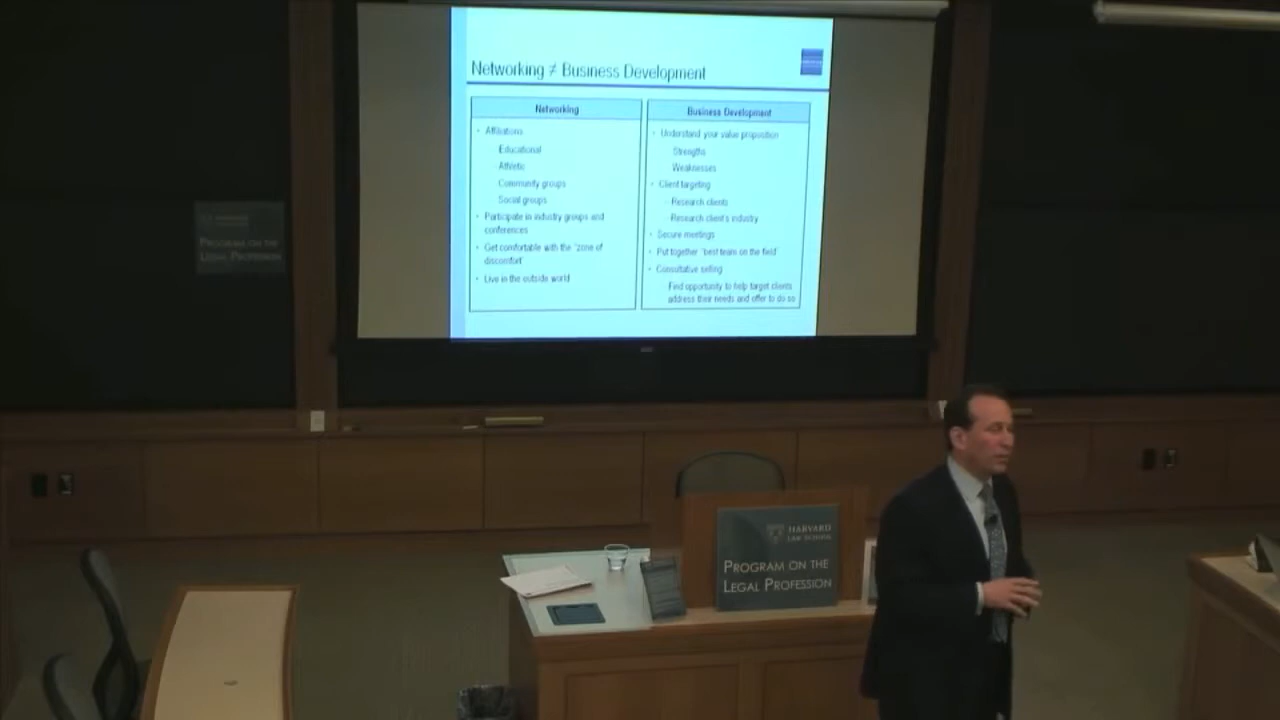 Networking ≠ Business Development
Networking
• Affiliations
Educational
Athletic
Community groups
Social groups
• Participate in industry groups and
conferences
• Get comfortable with the "zone of
discomfort"
• Live in the outside world
Business Development
• Understand your value proposition
Strengths
Weaknesses
• Client targeting
- Research clients
- Research client's industry
• Secure meetings
• Put together "best team on the field"
• Consultative selling
Find opportunity to help target clients
address their needs and offer to do so
PROGRAM ON THE
LEGAL PROFESSION
HARVARD
LAW SCHOOL
PROGRAM ON THE
LEGAL PROFESSION